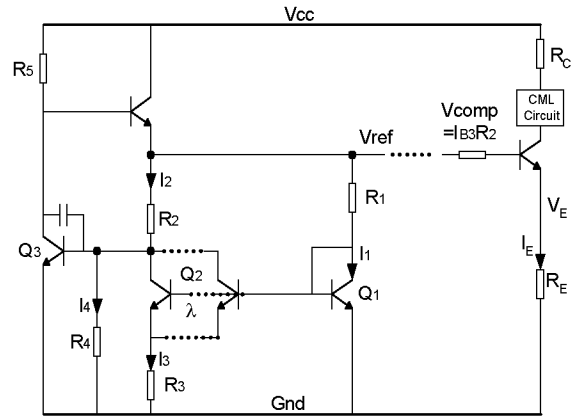 Vcc
R5
RC
CML
Circuit
Vcomp
=IB3R2
Vref
I2
R1
R2
VE
Q3
Q2
I1
IE
λ
Q1
RE
I4
R4
I3
R3
Gnd